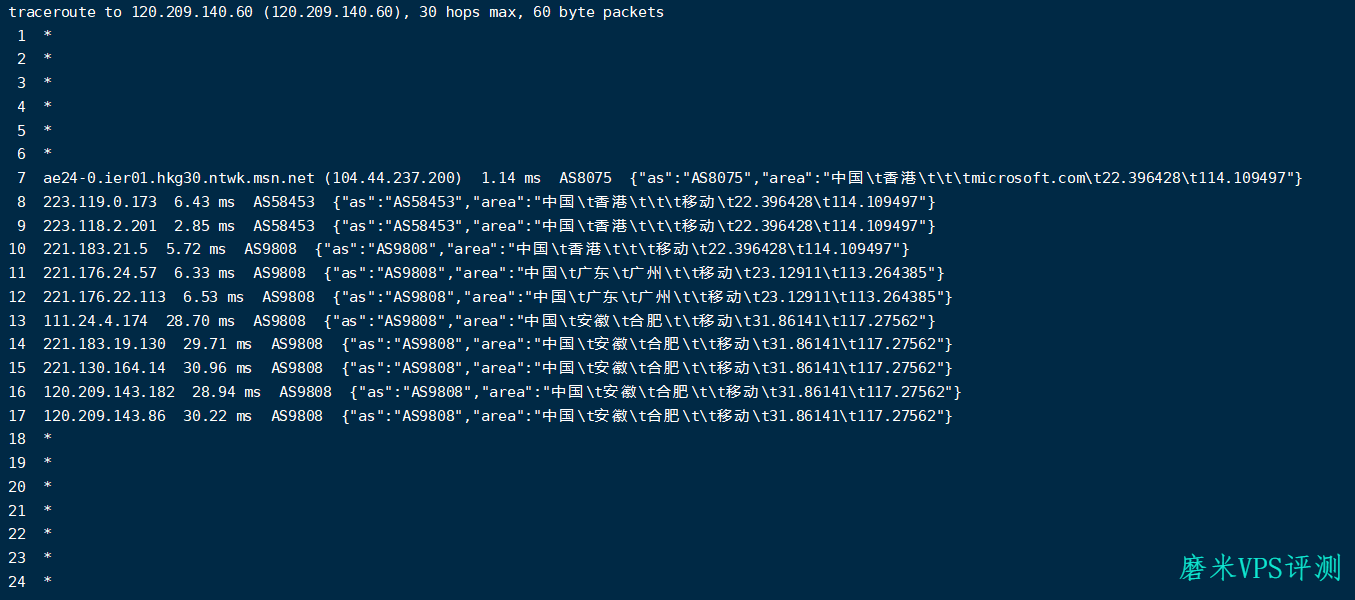 traceroute to 120.209.140.60 (120.209.140.60), 30 hops max, 60 byte packets
1 *
2 *
3 *
4 *
5 *
6 *
7 ae24-0.ier01.hkg30.ntwk.msn.net (104.44.237.200) 1.14 ms AS8075 {"as":"AS8075","area":"中国\t香港\t\t\tmicrosoft.com\t22.396428\t114.109497"}
8 223.119.0.173 6.43 ms AS58453 {"as":"AS58453","area":"中国\t香港\t\t\t移动\t22.396428\t114.109497"}
9 223.118.2.201 2.85 ms AS58453 {"as":"AS58453","area":"中国\t香港\t\t\t移动\t22.396428\t114.109497"}
10 221.183.21.5 5.72 ms AS9808 {"as":"AS9808","area":"中国\t香港\t\t\t移动\t22.396428\t114.109497"}
11 221.176.24.57 6.33 ms AS9808 {"as":"AS9808","area":"中国\t广东\t广州\t\t移动\t23.12911\t113.264385"}
12 221.176.22.113 6.53 ms AS9808 {"as":"AS9808","area":"中国\t广东\t广州\t\t移动\t23.12911\t113.264385"}
13 111.24.4.174 28.70 ms AS9808 {"as":"AS9808","area":"中国\t安徽\t合肥\t\t移动\t31.86141\t117.27562"}
14 221.183.19.130 29.71 ms AS9808 {"as":"AS9808","area":"中国\t安徽\t合肥\t\t移动\t31.86141\t117.27562"}
15 221.130.164.14 30.96 ms AS9808 {"as":"AS9808","area":"中国\t安徽\t合肥\t\t移动\t31.86141\t117.27562"}
16 120.209.143.182 28.94 ms AS9808 {"as":"AS9808","area":"中国\t安徽\t合肥\t\t移动\t31.86141\t117.27562"}
17 120.209.143.86 30.22 ms AS9808 {"as":"AS9808","area":"中国\t安徽\t合肥\t\t移动\t31.86141\t117.27562"}
18 *
19 *
20 *
21 *
22 *
23 *
24 *
磨米VPS评测